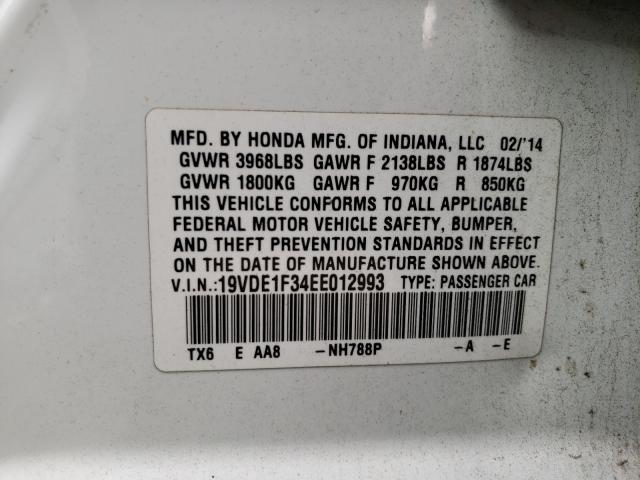 MFD. BY HONDA MFG. OF INDIANA, LLC 02/'14
GVWR 3968LBS GAWR F 2138LBS R 1874LBS
GVWR 1800KG GAWR F 970KG R 850KG
THIS VEHICLE CONFORMS TO ALL APPLICABLE
FEDERAL MOTOR VEHICLE SAFETY, BUMPER,
AND THEFT PREVENTION STANDARDS IN EFFECT
ON THE DATE OF MANUFACTURE SHOWN ABOVE.
V.I.N.:19VDE1F34EE012993 TYPE: PASSENGER CAR
TX6 E AA8 -NH788P -A -E